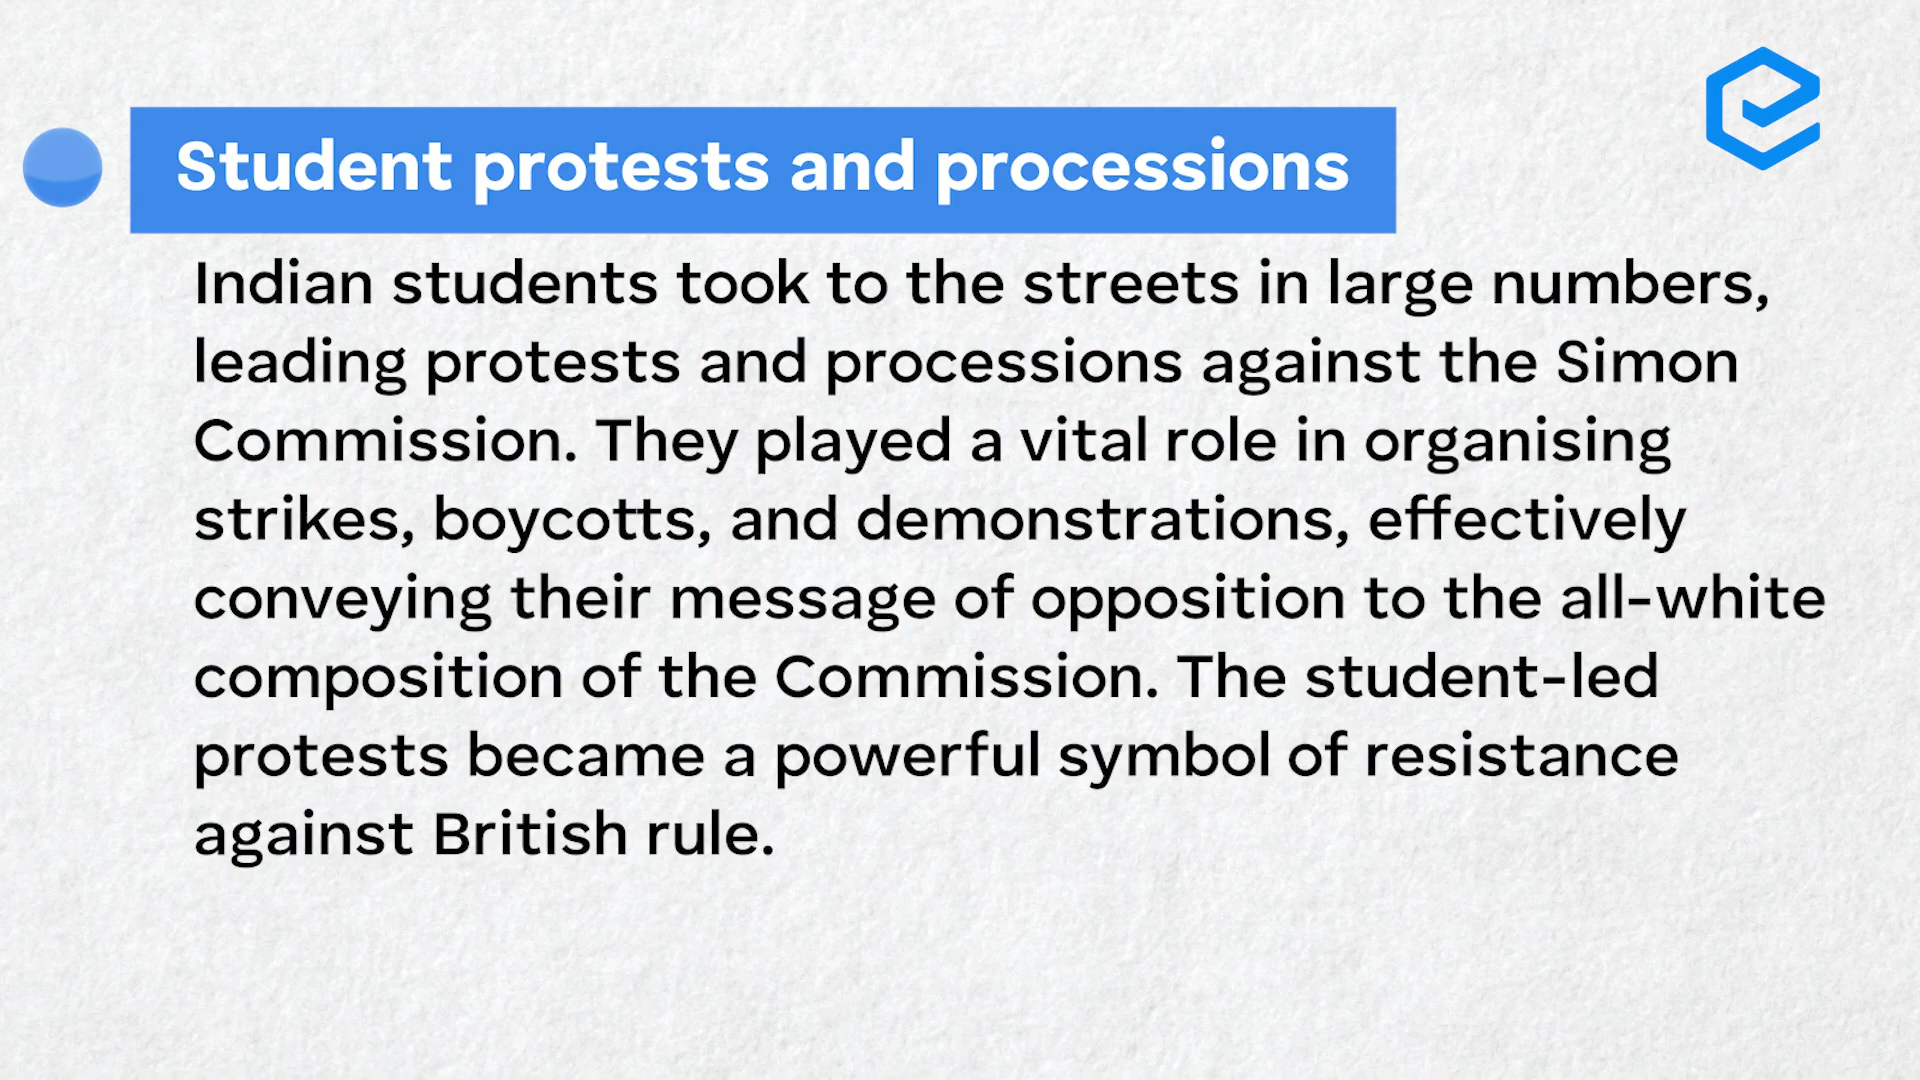 Student protests and processions
Indian students took to the streets in large numbers,
leading protests and processions against the Simon
Commission. They played a vital role in organising
strikes, boycotts, and demonstrations, effectively
conveying their message of opposition to the all-white
composition of the Commission. The student-led
protests became a powerful symbol of resistance
against British rule.